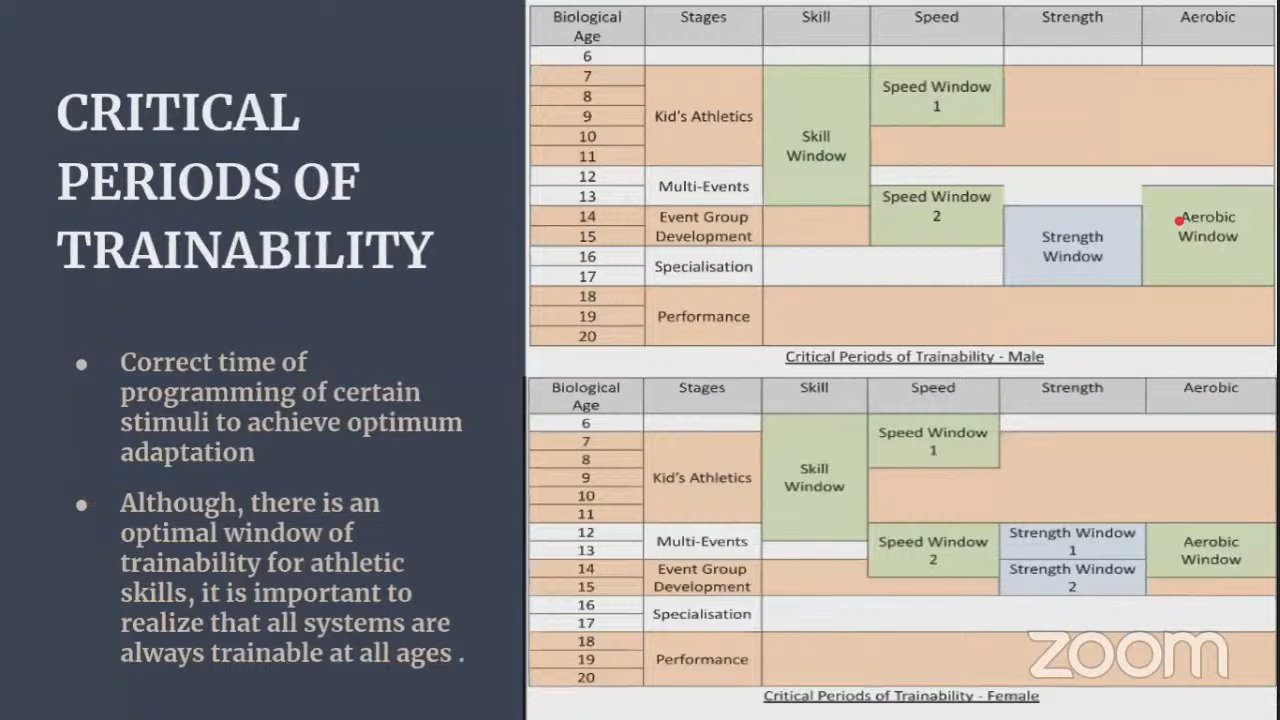 CRITICAL
PERIODS OF
TRAINABILITY
● Correct time of
programming of certain
stimuli to achieve optimum
adaptation
● Although, there is an
optimal window of
trainability for athletic
skills, it is important to
realize that all systems are
always trainable at all ages .
Biological Age Stages Skill Speed Strength Aerobic
6
7
8
9
10
11
Kid's Athletics
Skill
Window
Speed Window
1
12
13
Multi-Events
Speed Window
2
14
15
Event Group
Development
Strength
Window
Aerobic
Window
16
17
Specialisation
18
19
20
Performance
Critical Periods of Trainability - Male
Biological Age Stages Skill Speed Strength Aerobic
6
7
8
9
10
11
Kid's Athletics
Skill
Window
Speed Window
1
12
13
Multi-Events
Speed Window
2
Strength Window
1
Aerobic
Window
14
15
Event Group
Development
Strength Window
2
16
17
Specialisation
18
19
20
Performance
Critical Periods of Trainability - Female
zoom